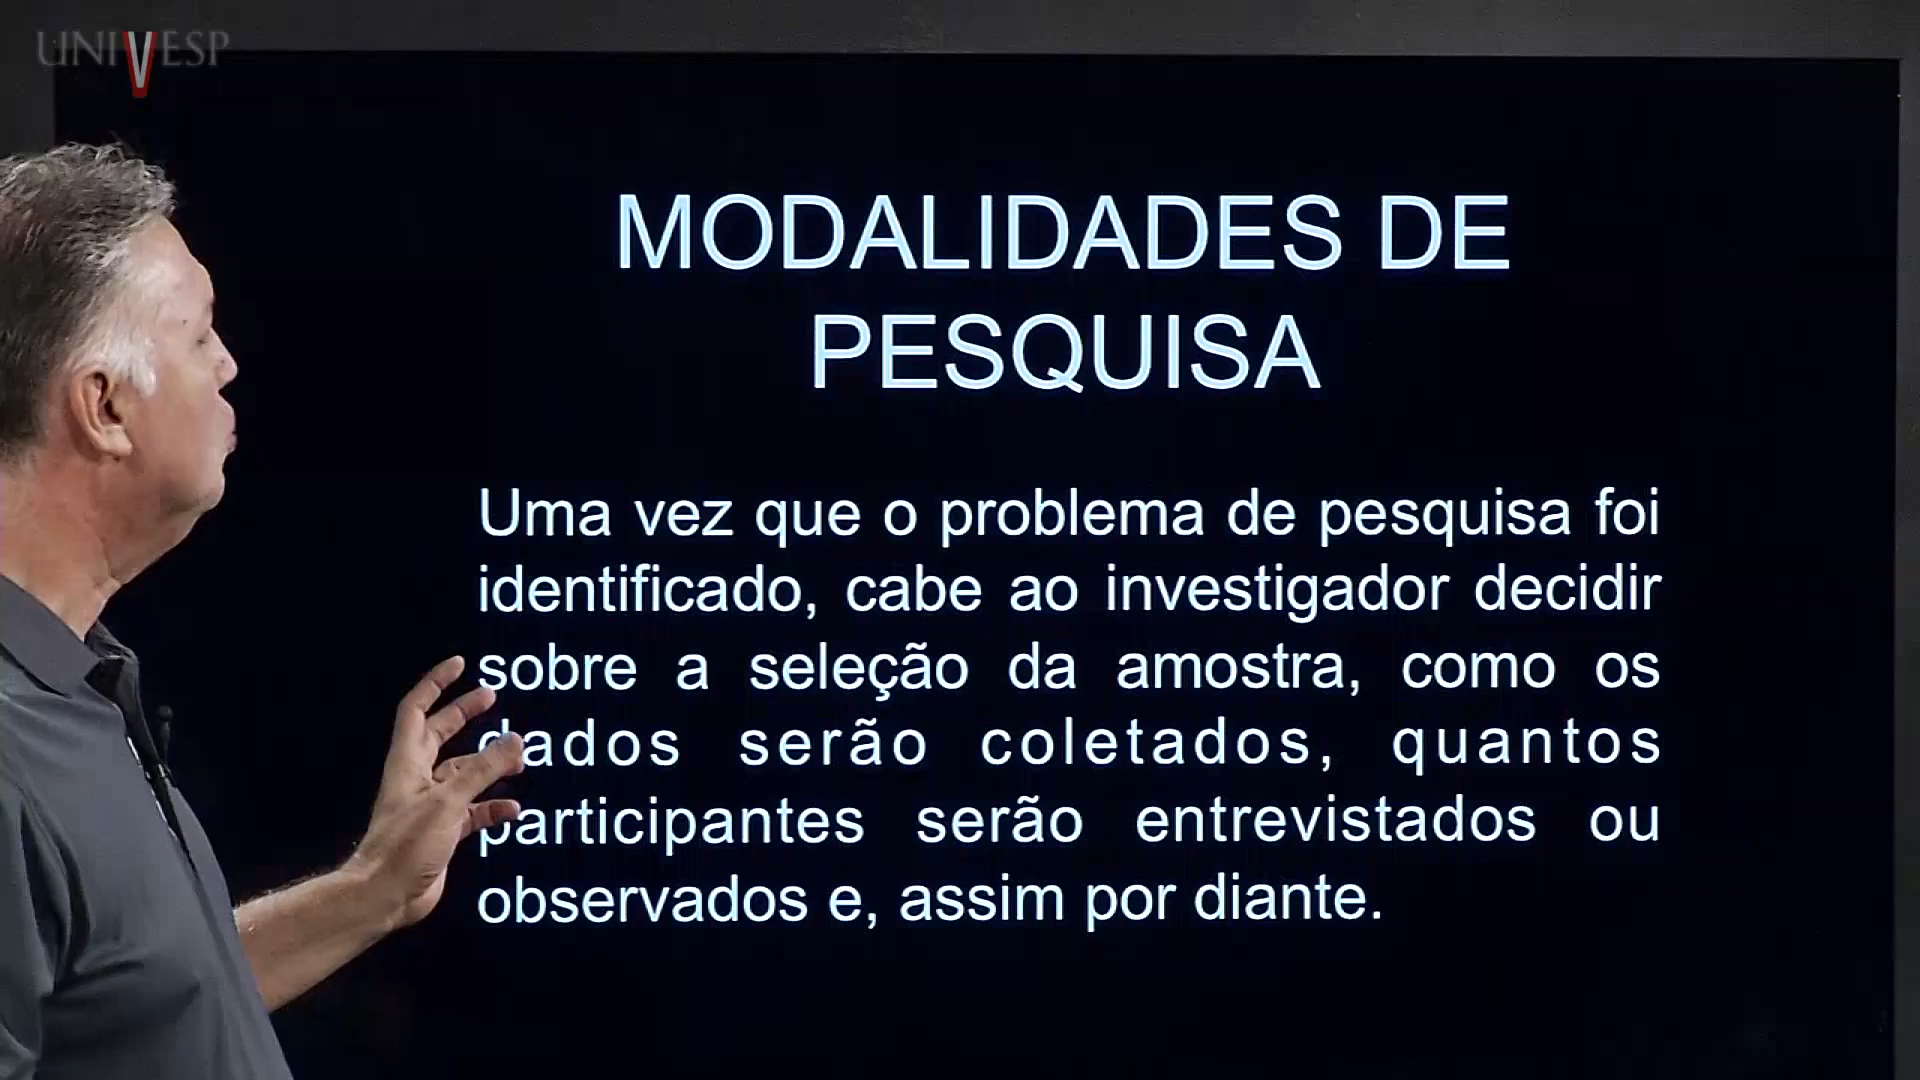 UNIVESP
MODALIDADES DE
PESQUISA
Uma vez que o problema de pesquisa foi
identificado, cabe ao investigador decidir
sobre a seleção da amostra, como os
dados serão coletados, quantos
participantes serão entrevistados ou
observados e, assim por diante.